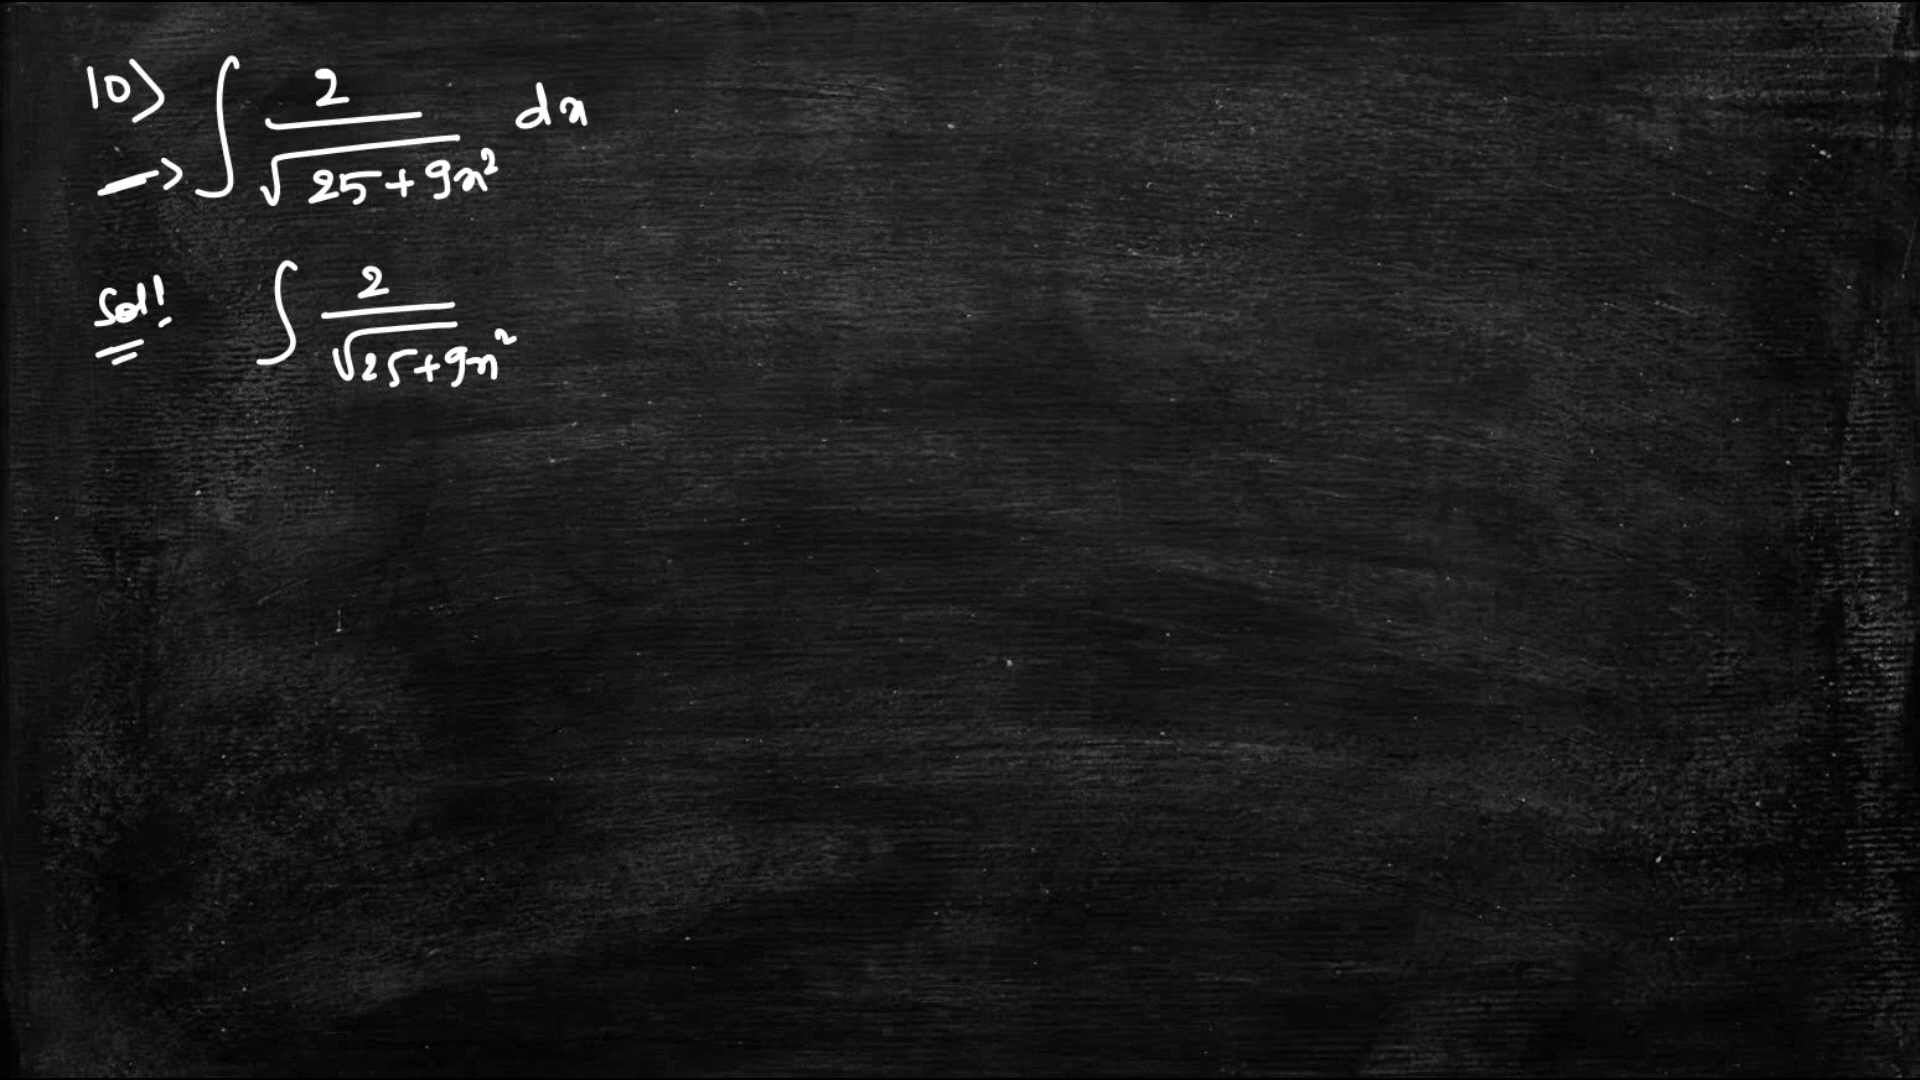 10) ∫ 2/√(25+9x²) dx
Sol: ∫ 2/√(25+9x²)